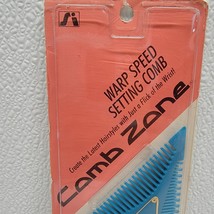 WARP SPEED
SETTING COMB
Create the Latest Hairstyles with Just a Flick of the Wrist!
Comb Zone